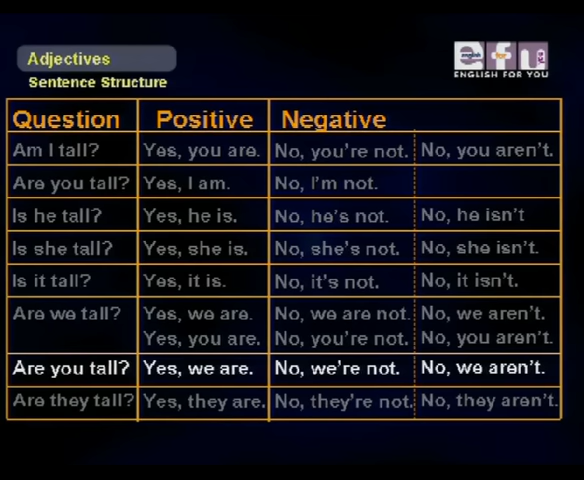 Adjectives
Sentence Structure
efu
ENGLISH FOR YOU
Question Positive Negative
Am I tall? Yes, you are. No, you're not. No, you aren't.
Are you tall? Yes, I am. No, I'm not.
Is he tall? Yes, he is. No, he's not. No, he isn't
Is she tall? Yes, she is. No, she's not. No, she isn't.
Is it tall? Yes, it is. No, it's not. No, it isn't.
Are we tall? Yes, we are. No, we are not. No, we aren't.
Yes, you are. No, you're not. No, you aren't.
Are you tall? Yes, we are. No, we're not. No, we aren't.
Are they tall? Yes, they are. No, they're not. No, they aren't.